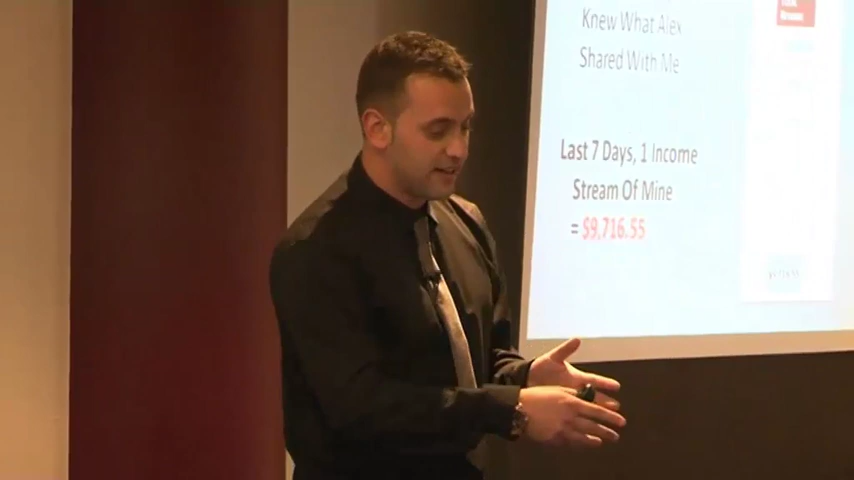 Knew What Alex
Shared With Me
Last 7 Days, 1 Income
Stream Of Mine
= $9,716.55